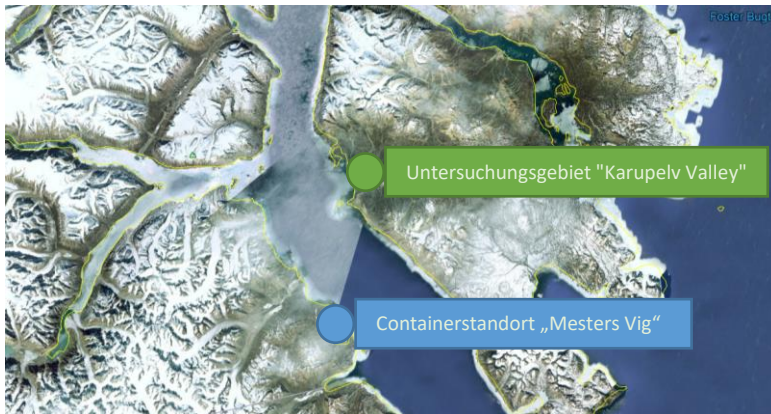 Foster Bugt
Untersuchungsgebiet "Karupelv Valley"
Containerstandort „Mesters Vig“